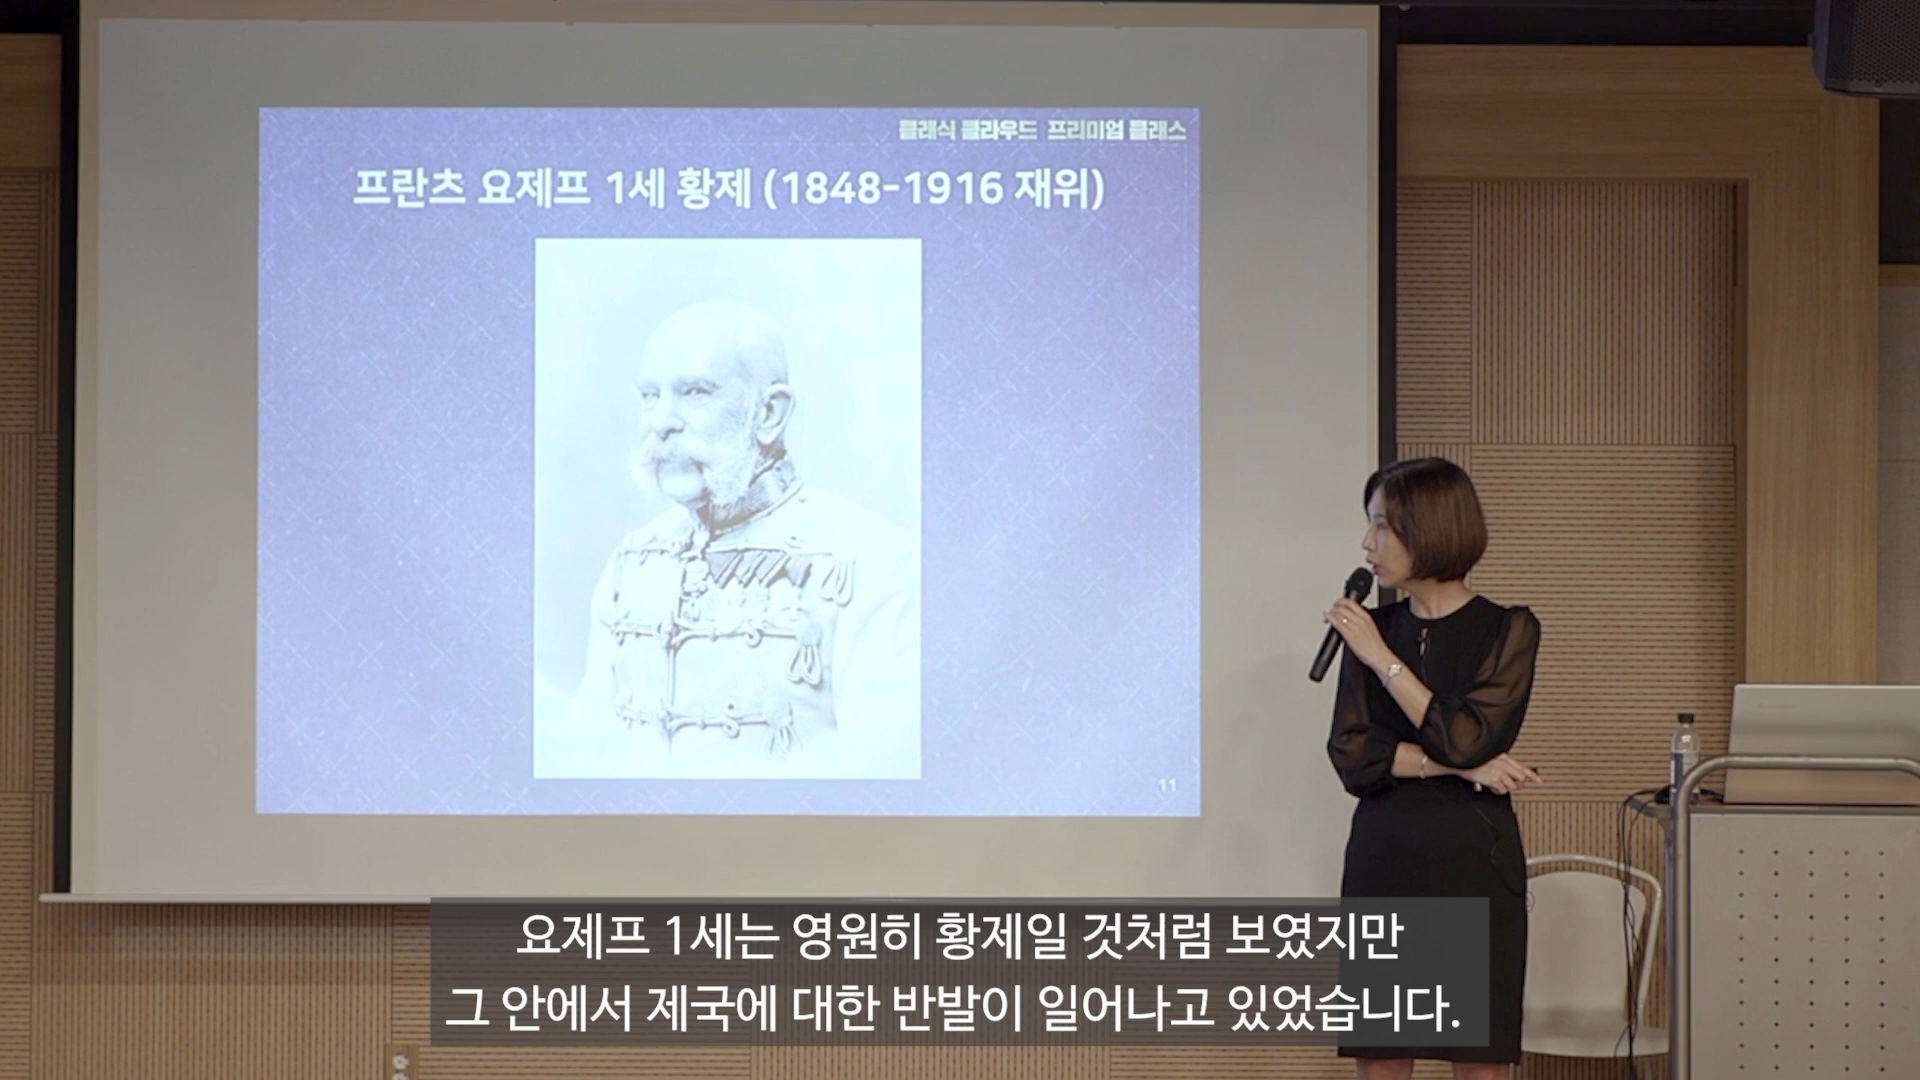 클래식 클라우드 프리미엄 클래스
프란츠 요제프 1세 황제 (1848-1916 재위)
11
요제프 1세는 영원히 황제일 것처럼 보였지만
그 안에서 제국에 대한 반발이 일어나고 있었습니다.